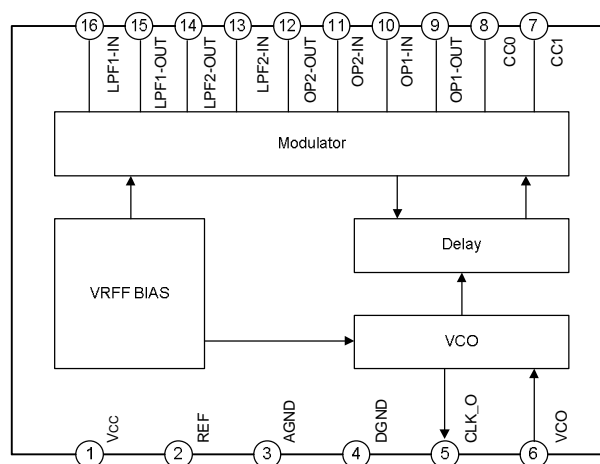 16 15 14 13 12 11 10 9 8 7
LPF1-IN
LPF1-OUT
LPF2-OUT
LPF2-IN
OP2-OUT
OP2-IN
OP1-IN
OP1-OUT
CC0
CC1
Modulator
VRFF BIAS
Delay
VCO
Vcc
REF
AGND
DGND
CLK_O
VCO
1 2 3 4 5 6